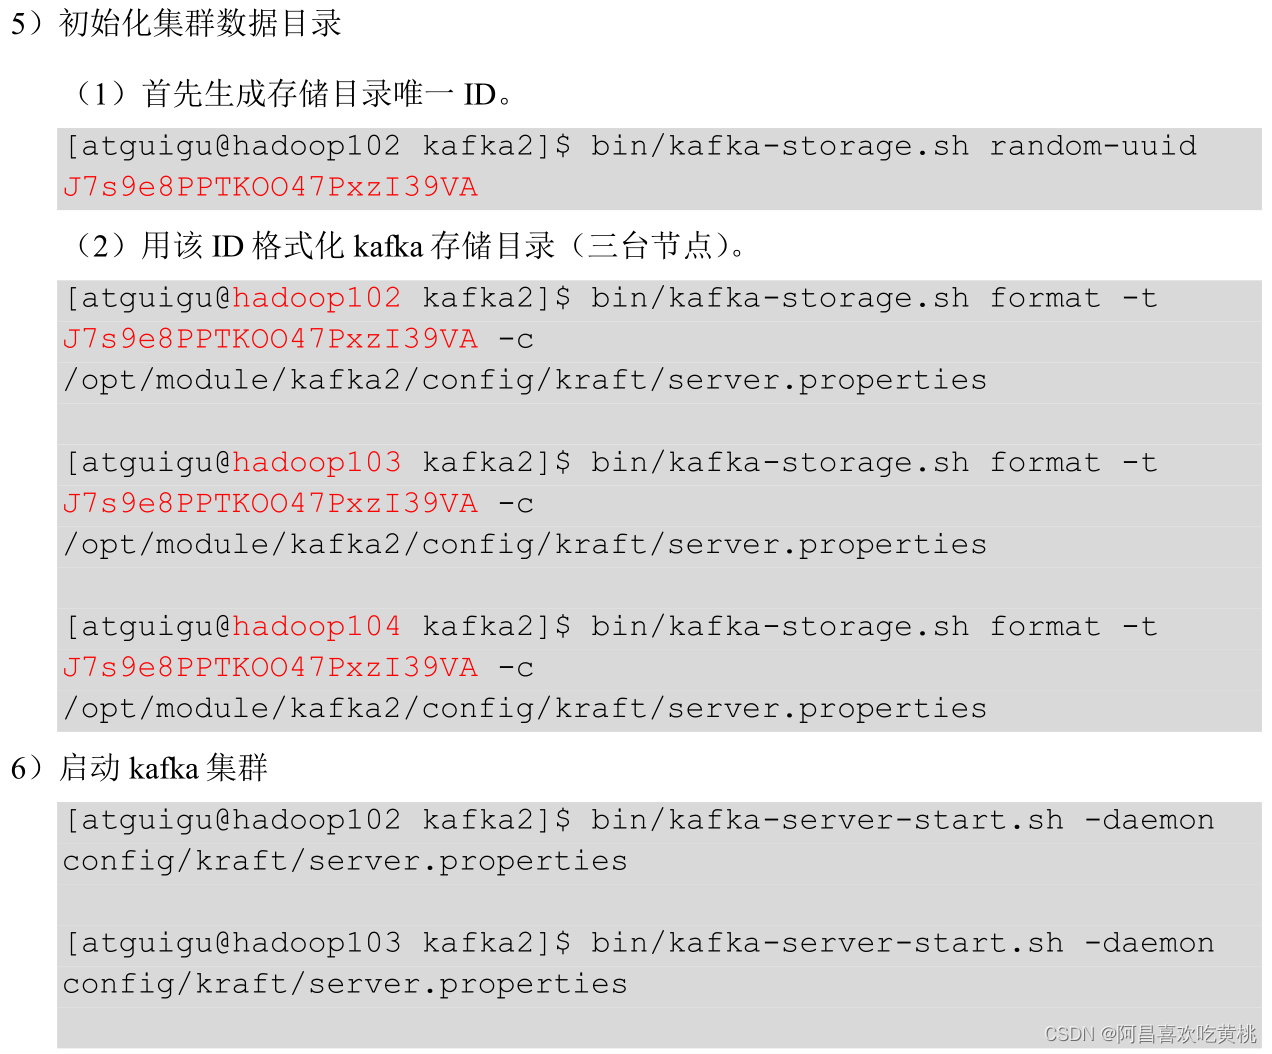 5）初始化集群数据目录
（1）首先生成存储目录唯一 ID。
[atguigu@hadoop102 kafka2]$ bin/kafka-storage.sh random-uuid
J7s9e8PPTKOO47PxzI39VA
（2）用该 ID 格式化 kafka 存储目录（三台节点）。
[atguigu@hadoop102 kafka2]$ bin/kafka-storage.sh format -t
J7s9e8PPTKOO47PxzI39VA -c
/opt/module/kafka2/config/kraft/server.properties
[atguigu@hadoop103 kafka2]$ bin/kafka-storage.sh format -t
J7s9e8PPTKOO47PxzI39VA -c
/opt/module/kafka2/config/kraft/server.properties
[atguigu@hadoop104 kafka2]$ bin/kafka-storage.sh format -t
J7s9e8PPTKOO47PxzI39VA -c
/opt/module/kafka2/config/kraft/server.properties
6）启动 kafka 集群
[atguigu@hadoop102 kafka2]$ bin/kafka-server-start.sh -daemon
config/kraft/server.properties
[atguigu@hadoop103 kafka2]$ bin/kafka-server-start.sh -daemon
config/kraft/server.properties
CSDN @阿昌喜欢吃黄桃